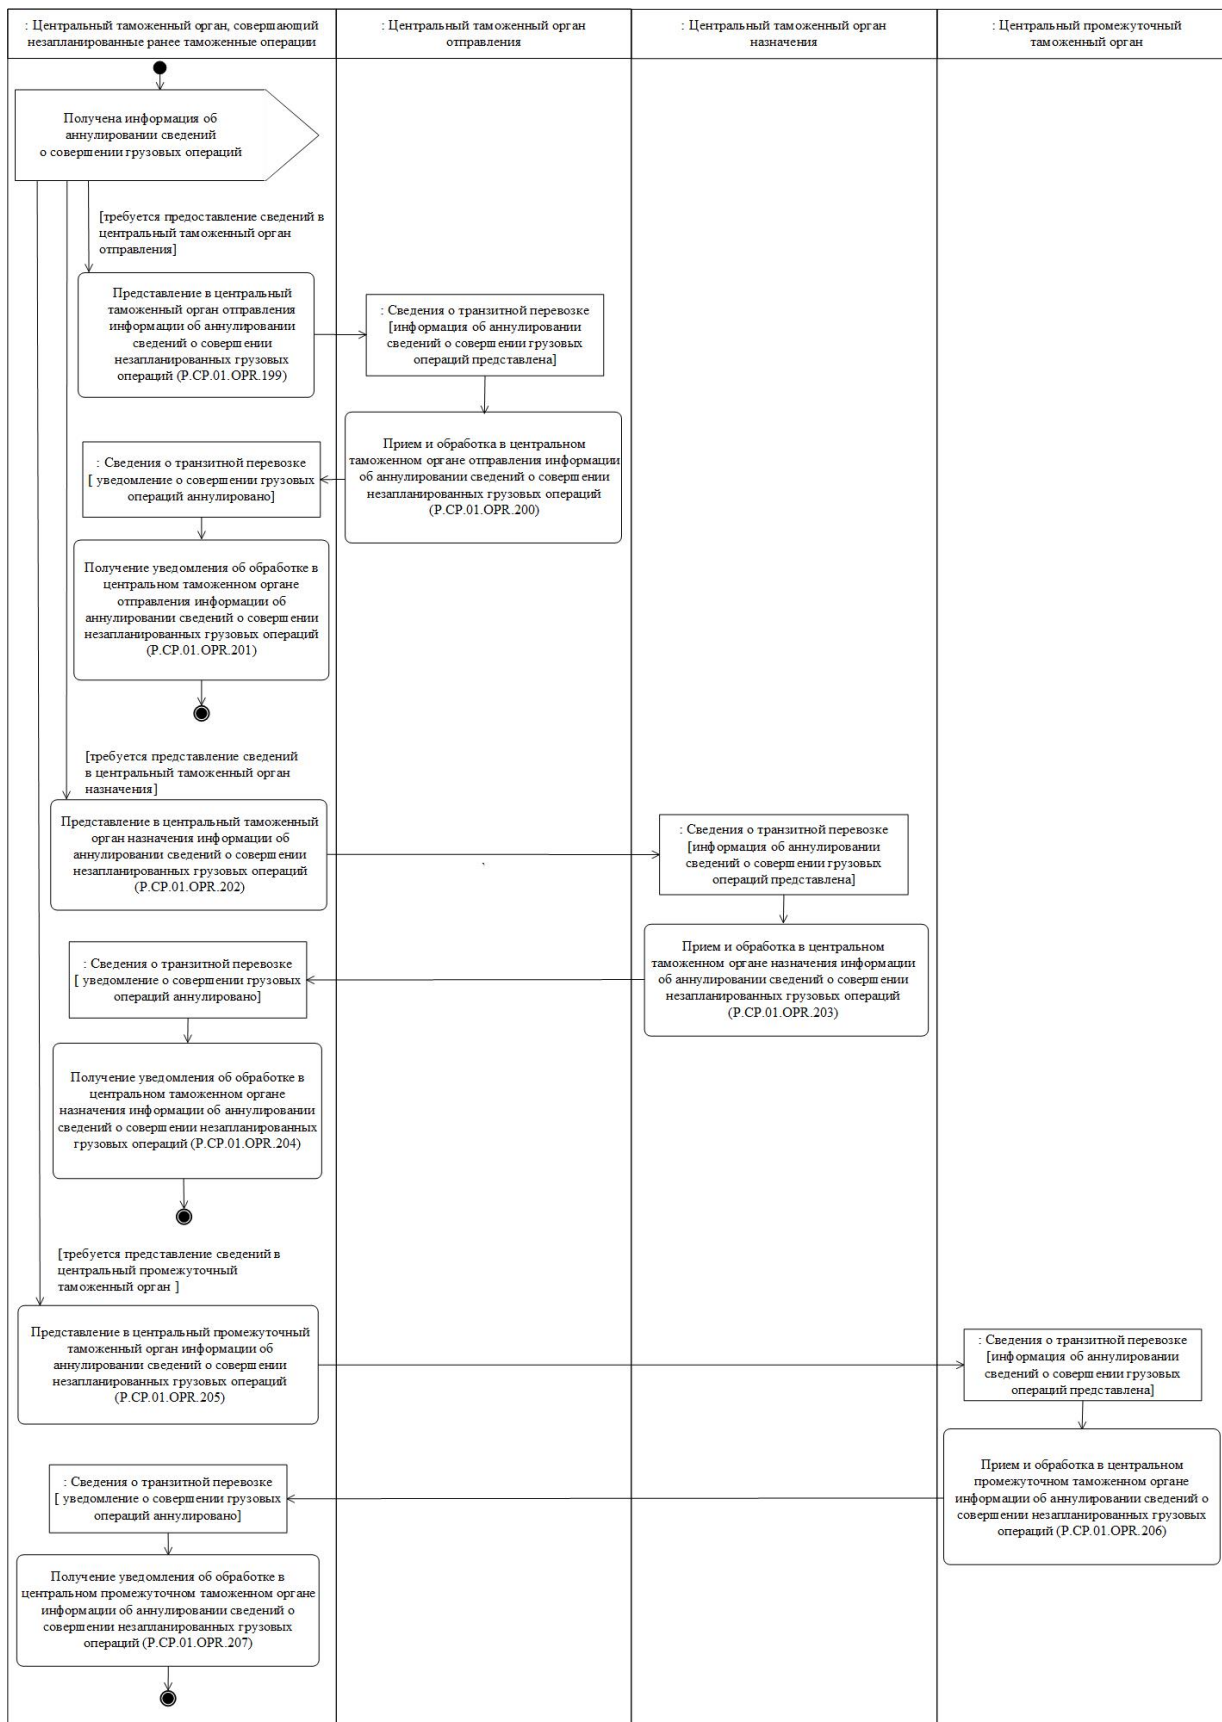 : Центральный таможенный орган, совершающий
незапланированные ранее таможенные операции
: Центральный таможенный орган
отправления
: Центральный таможенный орган
назначения
: Центральный промежуточный
таможенный орган
Получена информация об
аннулировании сведений
о совершении грузовых операций
[требуется предоставление сведений в
центральный таможенный орган
отправления]
Представление в центральный
таможенный орган отправления
информации об аннулировании
сведений о совершении
незапланированных грузовых
операций (P.CP.01.OPR.199)
: Сведения о транзитной перевозке
[информация об аннулировании
сведений о совершении грузовых
операций представлена]
Прием и обработка в центральном
таможенном органе отправления информации
об аннулировании сведений о совершении
незапланированных грузовых операций
(P.CP.01.OPR.200)
: Сведения о транзитной перевозке
[ уведомление о совершении грузовых
операций аннулировано]
Получение уведомления об обработке в
центральном таможенном органе
отправления информации об
аннулировании сведений о совершении
незапланированных грузовых операций
(P.CP.01.OPR.201)
[требуется представление сведений
в центральный таможенный орган
назначения]
Представление в центральный таможенный
орган назначения информации об
аннулировании сведений о совершении
незапланированных грузовых операций
(P.CP.01.OPR.202)
: Сведения о транзитной перевозке
[информация об аннулировании
сведений о совершении грузовых
операций представлена]
Прием и обработка в центральном
таможенном органе назначения информации
об аннулировании сведений о совершении
незапланированных грузовых операций
(P.CP.01.OPR.203)
: Сведения о транзитной перевозке
[ уведомление о совершении грузовых
операций аннулировано]
Получение уведомления об обработке в
центральном таможенном органе
назначения информации об аннулировании
сведений о совершении незапланированных
грузовых операций (P.CP.01.OPR.204)
[требуется представление сведений в
центральный промежуточный
таможенный орган ]
Представление в центральный промежуточный
таможенный орган информации об
аннулировании сведений о совершении
незапланированных грузовых операций
(P.CP.01.OPR.205)
: Сведения о транзитной перевозке
[информация об аннулировании
сведений о совершении грузовых
операций представлена]
Прием и обработка в центральном
промежуточном таможенном органе
информации об аннулировании сведений о
совершении незапланированных грузовых
операций (P.CP.01.OPR.206)
: Сведения о транзитной перевозке
[ уведомление о совершении грузовых
операций аннулировано]
Получение уведомления об обработке в
центральном промежуточном таможенном органе
информации об аннулировании сведений о
совершении незапланированных грузовых
операций (P.CP.01.OPR.207)